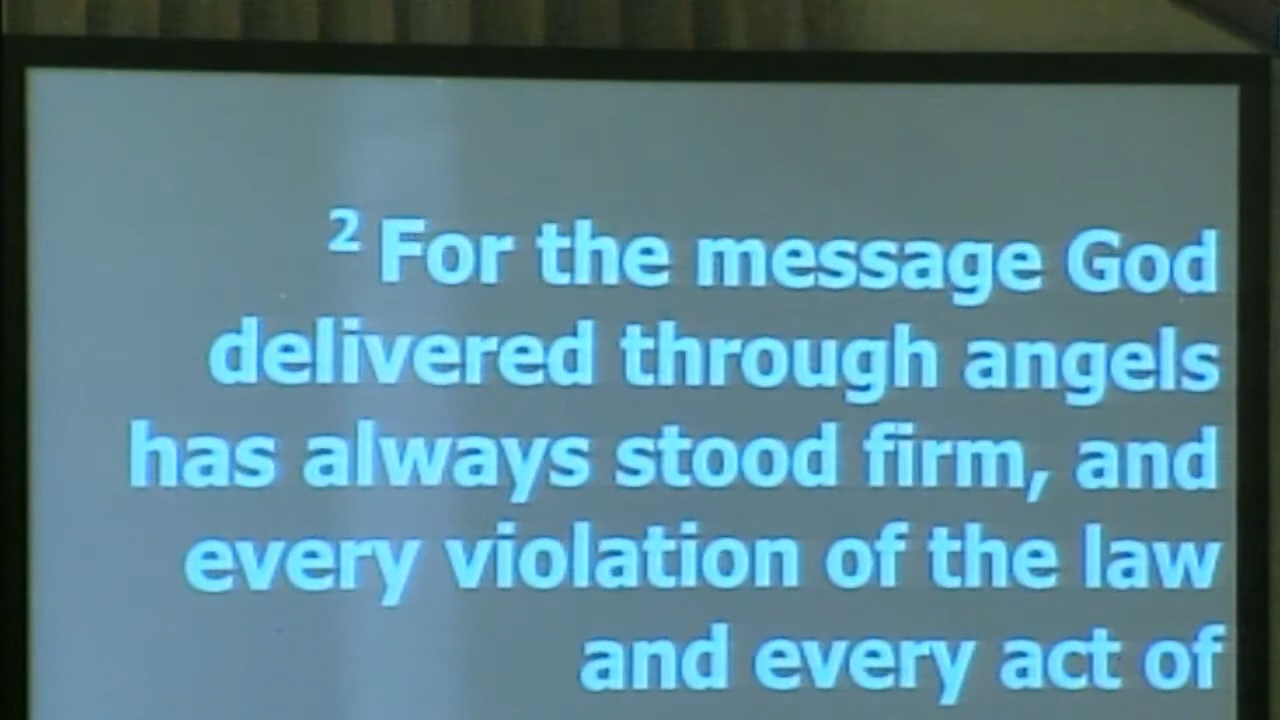 2 For the message God
delivered through angels
has always stood firm, and
every violation of the law
and every act of